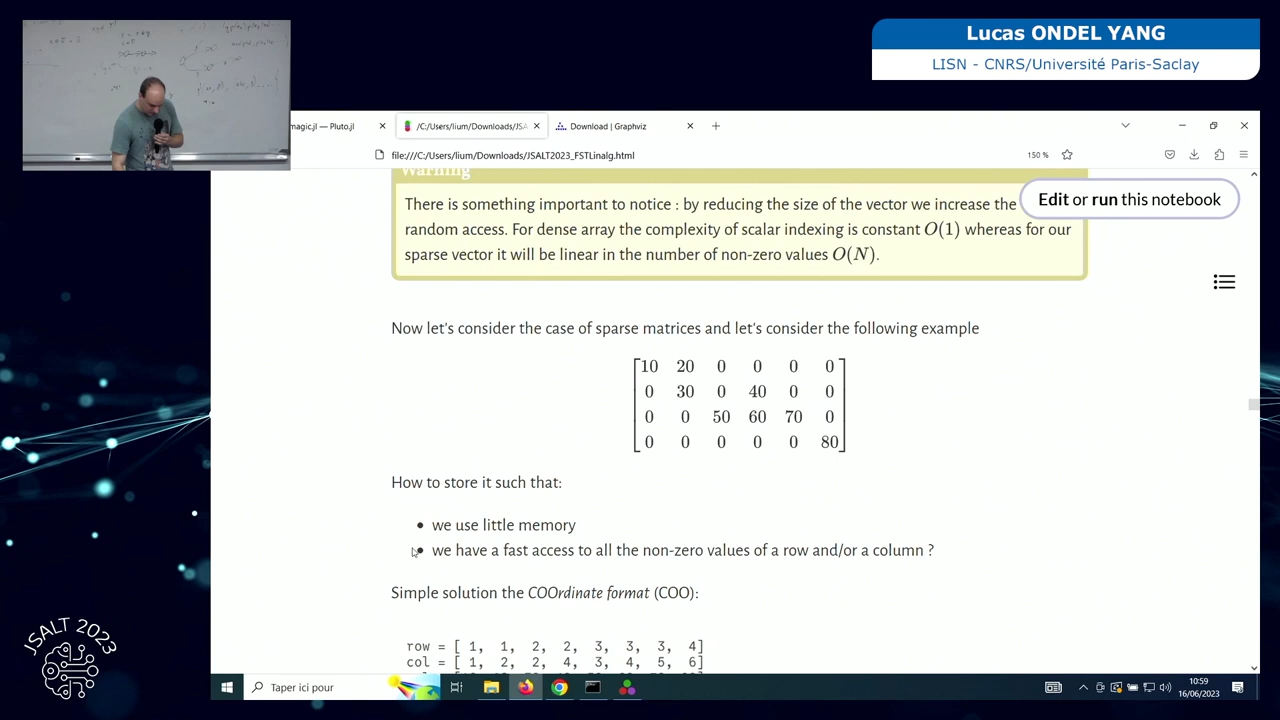 Lucas ONDEL YANG
LISN - CNRS/Université Paris-Saclay
magic.jl — Pluto.jl
/C:/Users/lium/Downloads/JSA
Download | Graphviz
file:///C:/Users/lium/Downloads/JSALT2023_FSTLinalg.html
150 %
Warning
Edit or run this notebook
There is something important to notice : by reducing the size of the vector we increase the
random access. For dense array the complexity of scalar indexing is constant O(1) whereas for our
sparse vector it will be linear in the number of non-zero values O(N).
Now let's consider the case of sparse matrices and let's consider the following example
10 20 0 0 0 0
0 30 0 40 0 0
0 0 50 60 70 0
0 0 0 0 0 80
How to store it such that:
• we use little memory
• we have a fast access to all the non-zero values of a row and/or a column ?
Simple solution the COOrdinate format (COO):
row = [ 1, 1, 2, 2, 3, 3, 3, 4]
col = [ 1, 2, 2, 4, 3, 4, 5, 6]
JSALT 2023
Taper ici pour
10:59
16/06/2023